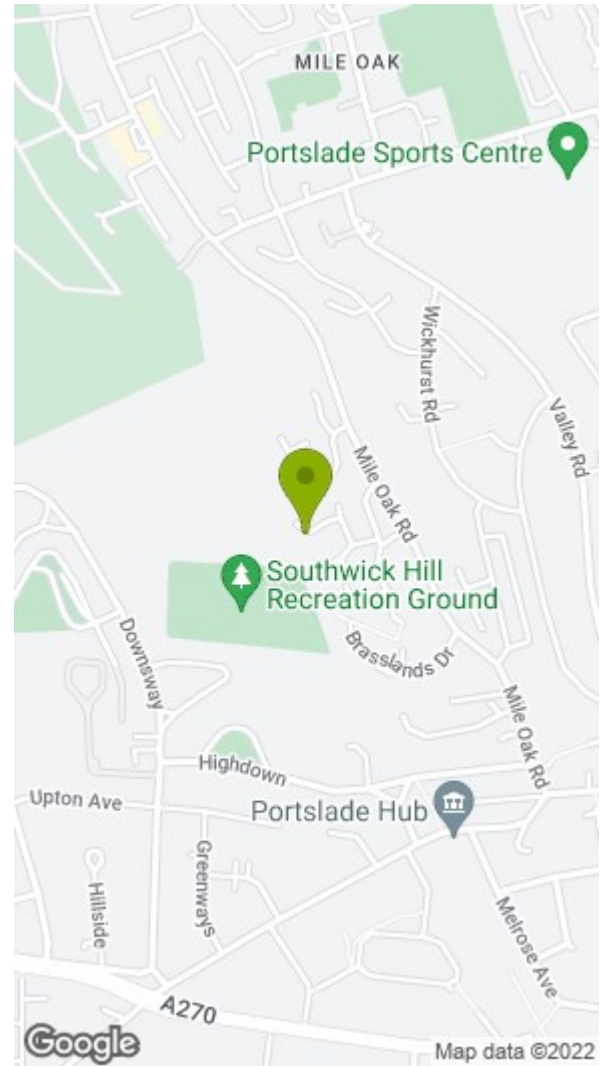 MILE OAK
Portslade Sports Centre
Wickhurst Rd
Valley Rd
Mile Oak Rd
Southwick Hill
Recreation Ground
Brasslands Dr
Downsway
Mile Oak Rd
Highdown
Upton Ave
Portslade Hub
Greenways
Hillside
Melrose Ave
A270
Google
Map data ©2022